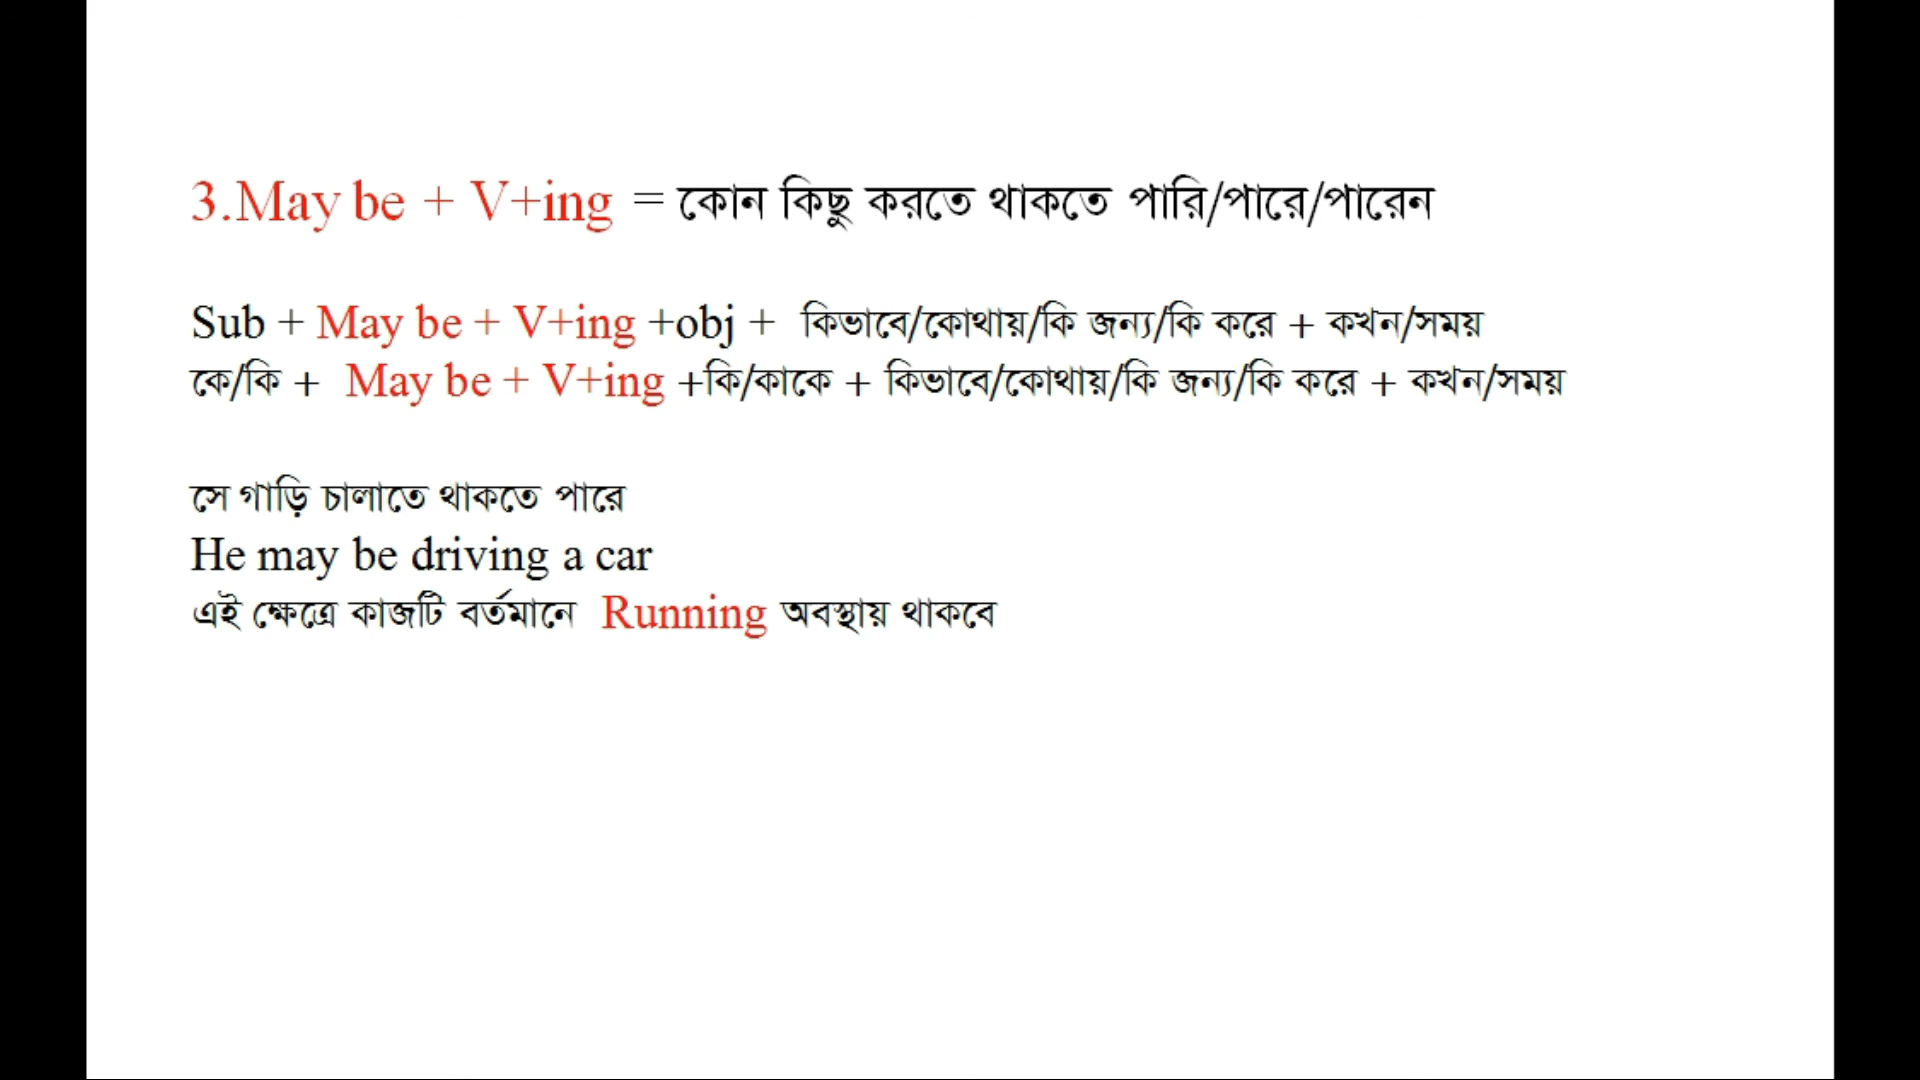 3.May be + V+ing = কোন কিছু করতে থাকতে পারি/পারে/পারেন
Sub + May be + V+ing +obj + কিভাবে/কোথায়/কি জন্য/কি করে + কখন/সময়
কে/কি + May be + V+ing +কি/কাকে + কিভাবে/কোথায়/কি জন্য/কি করে + কখন/সময়
সে গাড়ি চালাতে থাকতে পারে
He may be driving a car
এই ক্ষেত্রে কাজটি বর্তমানে Running অবস্থায় থাকবে